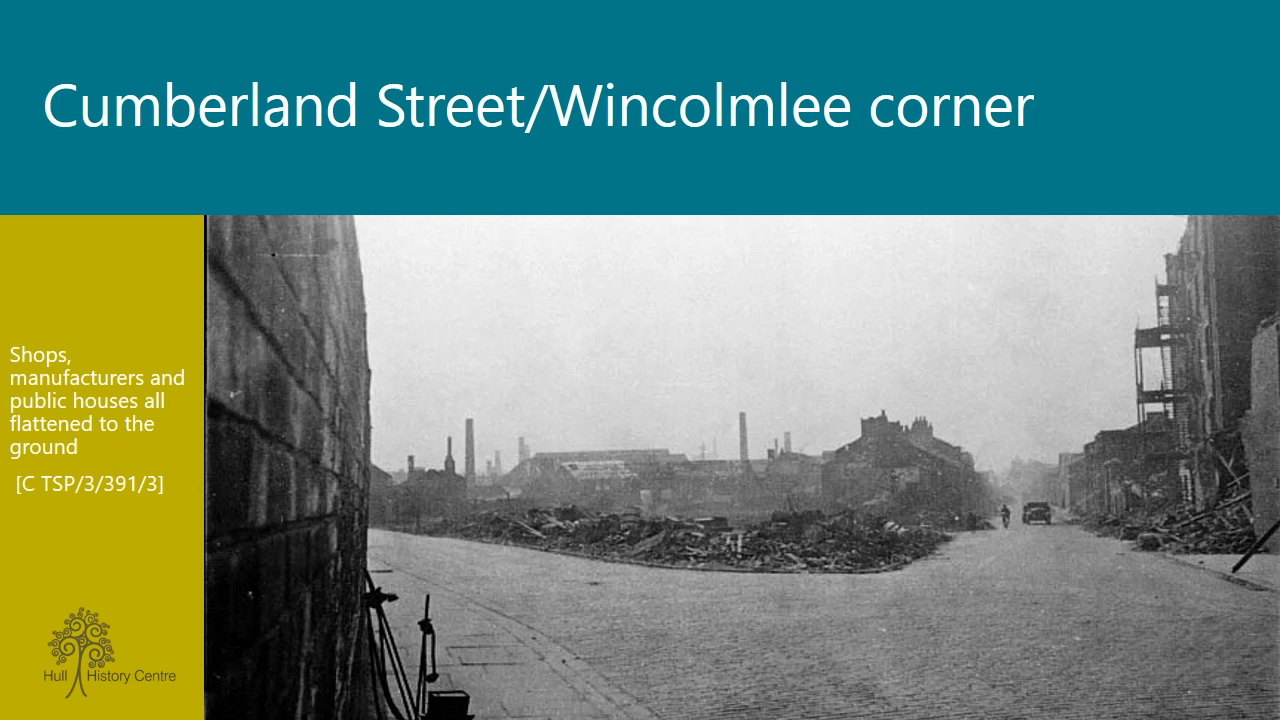 Cumberland Street/Wincolmlee corner
Shops,
manufacturers and
public houses all
flattened to the
ground
[C TSP/3/391/3]
Hull History Centre